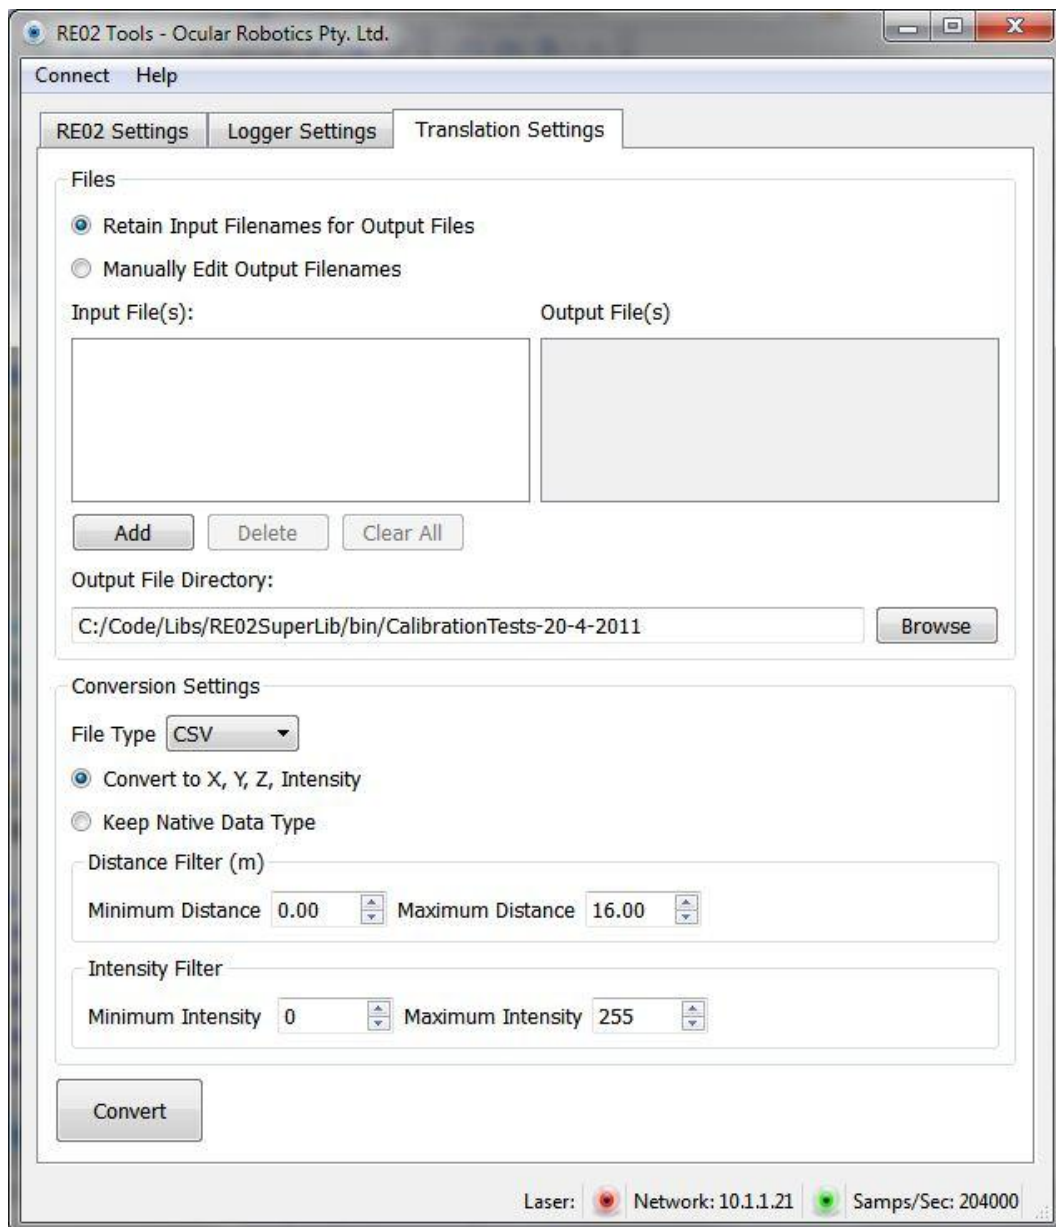 RE02 Tools - Ocular Robotics Pty. Ltd.
Connect Help
RE02 Settings Logger Settings Translation Settings
Files
Retain Input Filenames for Output Files
Manually Edit Output Filenames
Input File(s): Output File(s)
Add Delete Clear All
Output File Directory:
C:/Code/Libs/RE02SuperLib/bin/CalibrationTests-20-4-2011 Browse
Conversion Settings
File Type CSV
Convert to X, Y, Z, Intensity
Keep Native Data Type
Distance Filter (m)
Minimum Distance 0.00 Maximum Distance 16.00
Intensity Filter
Minimum Intensity 0 Maximum Intensity 255
Convert
Laser: Network: 10.1.1.21 Samps/Sec: 204000